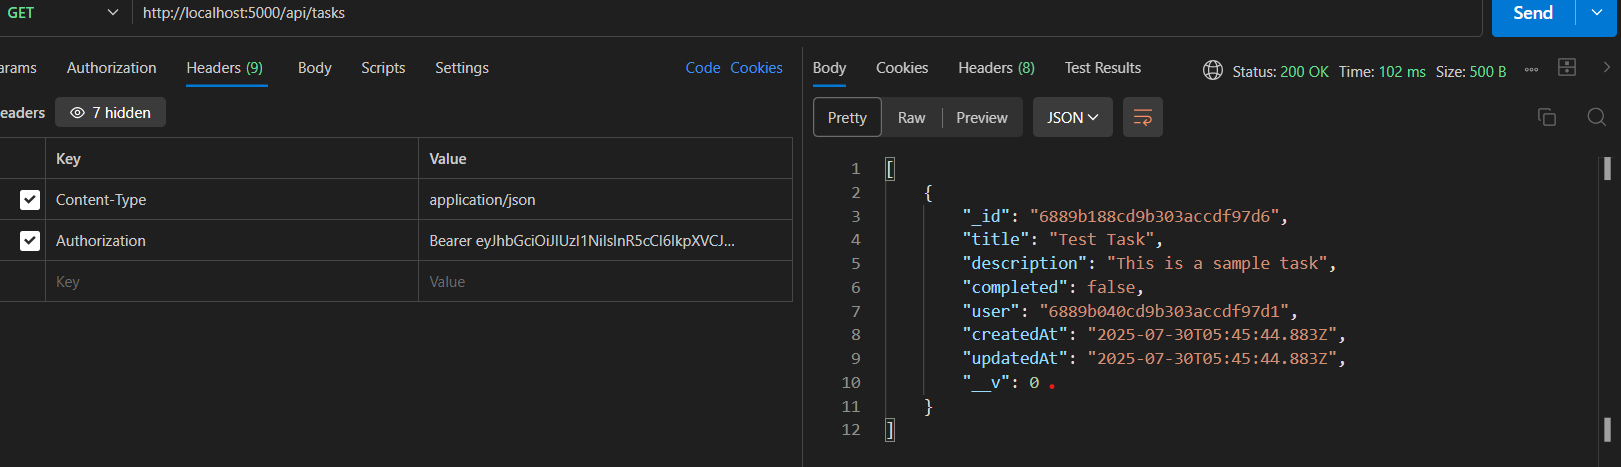 GET http://localhost:5000/api/tasks Send
arams Authorization Headers (9) Body Scripts Settings Code Cookies
eaders 7 hidden
Key Value
Content-Type application/json
Authorization Bearer eyJhbGciOiJIUzI1NiIsInR5cCI6IkpXVCJ...
Key Value
Body Cookies Headers (8) Test Results Status: 200 OK Time: 102 ms Size: 500 B
Pretty Raw Preview JSON
1 [
2 {
3 "_id": "6889b188cd9b303accdf97d6",
4 "title": "Test Task",
5 "description": "This is a sample task",
6 "completed": false,
7 "user": "6889b040cd9b303accdf97d1",
8 "createdAt": "2025-07-30T05:45:44.883Z",
9 "updatedAt": "2025-07-30T05:45:44.883Z",
10 "__v": 0
11 }
12 ]